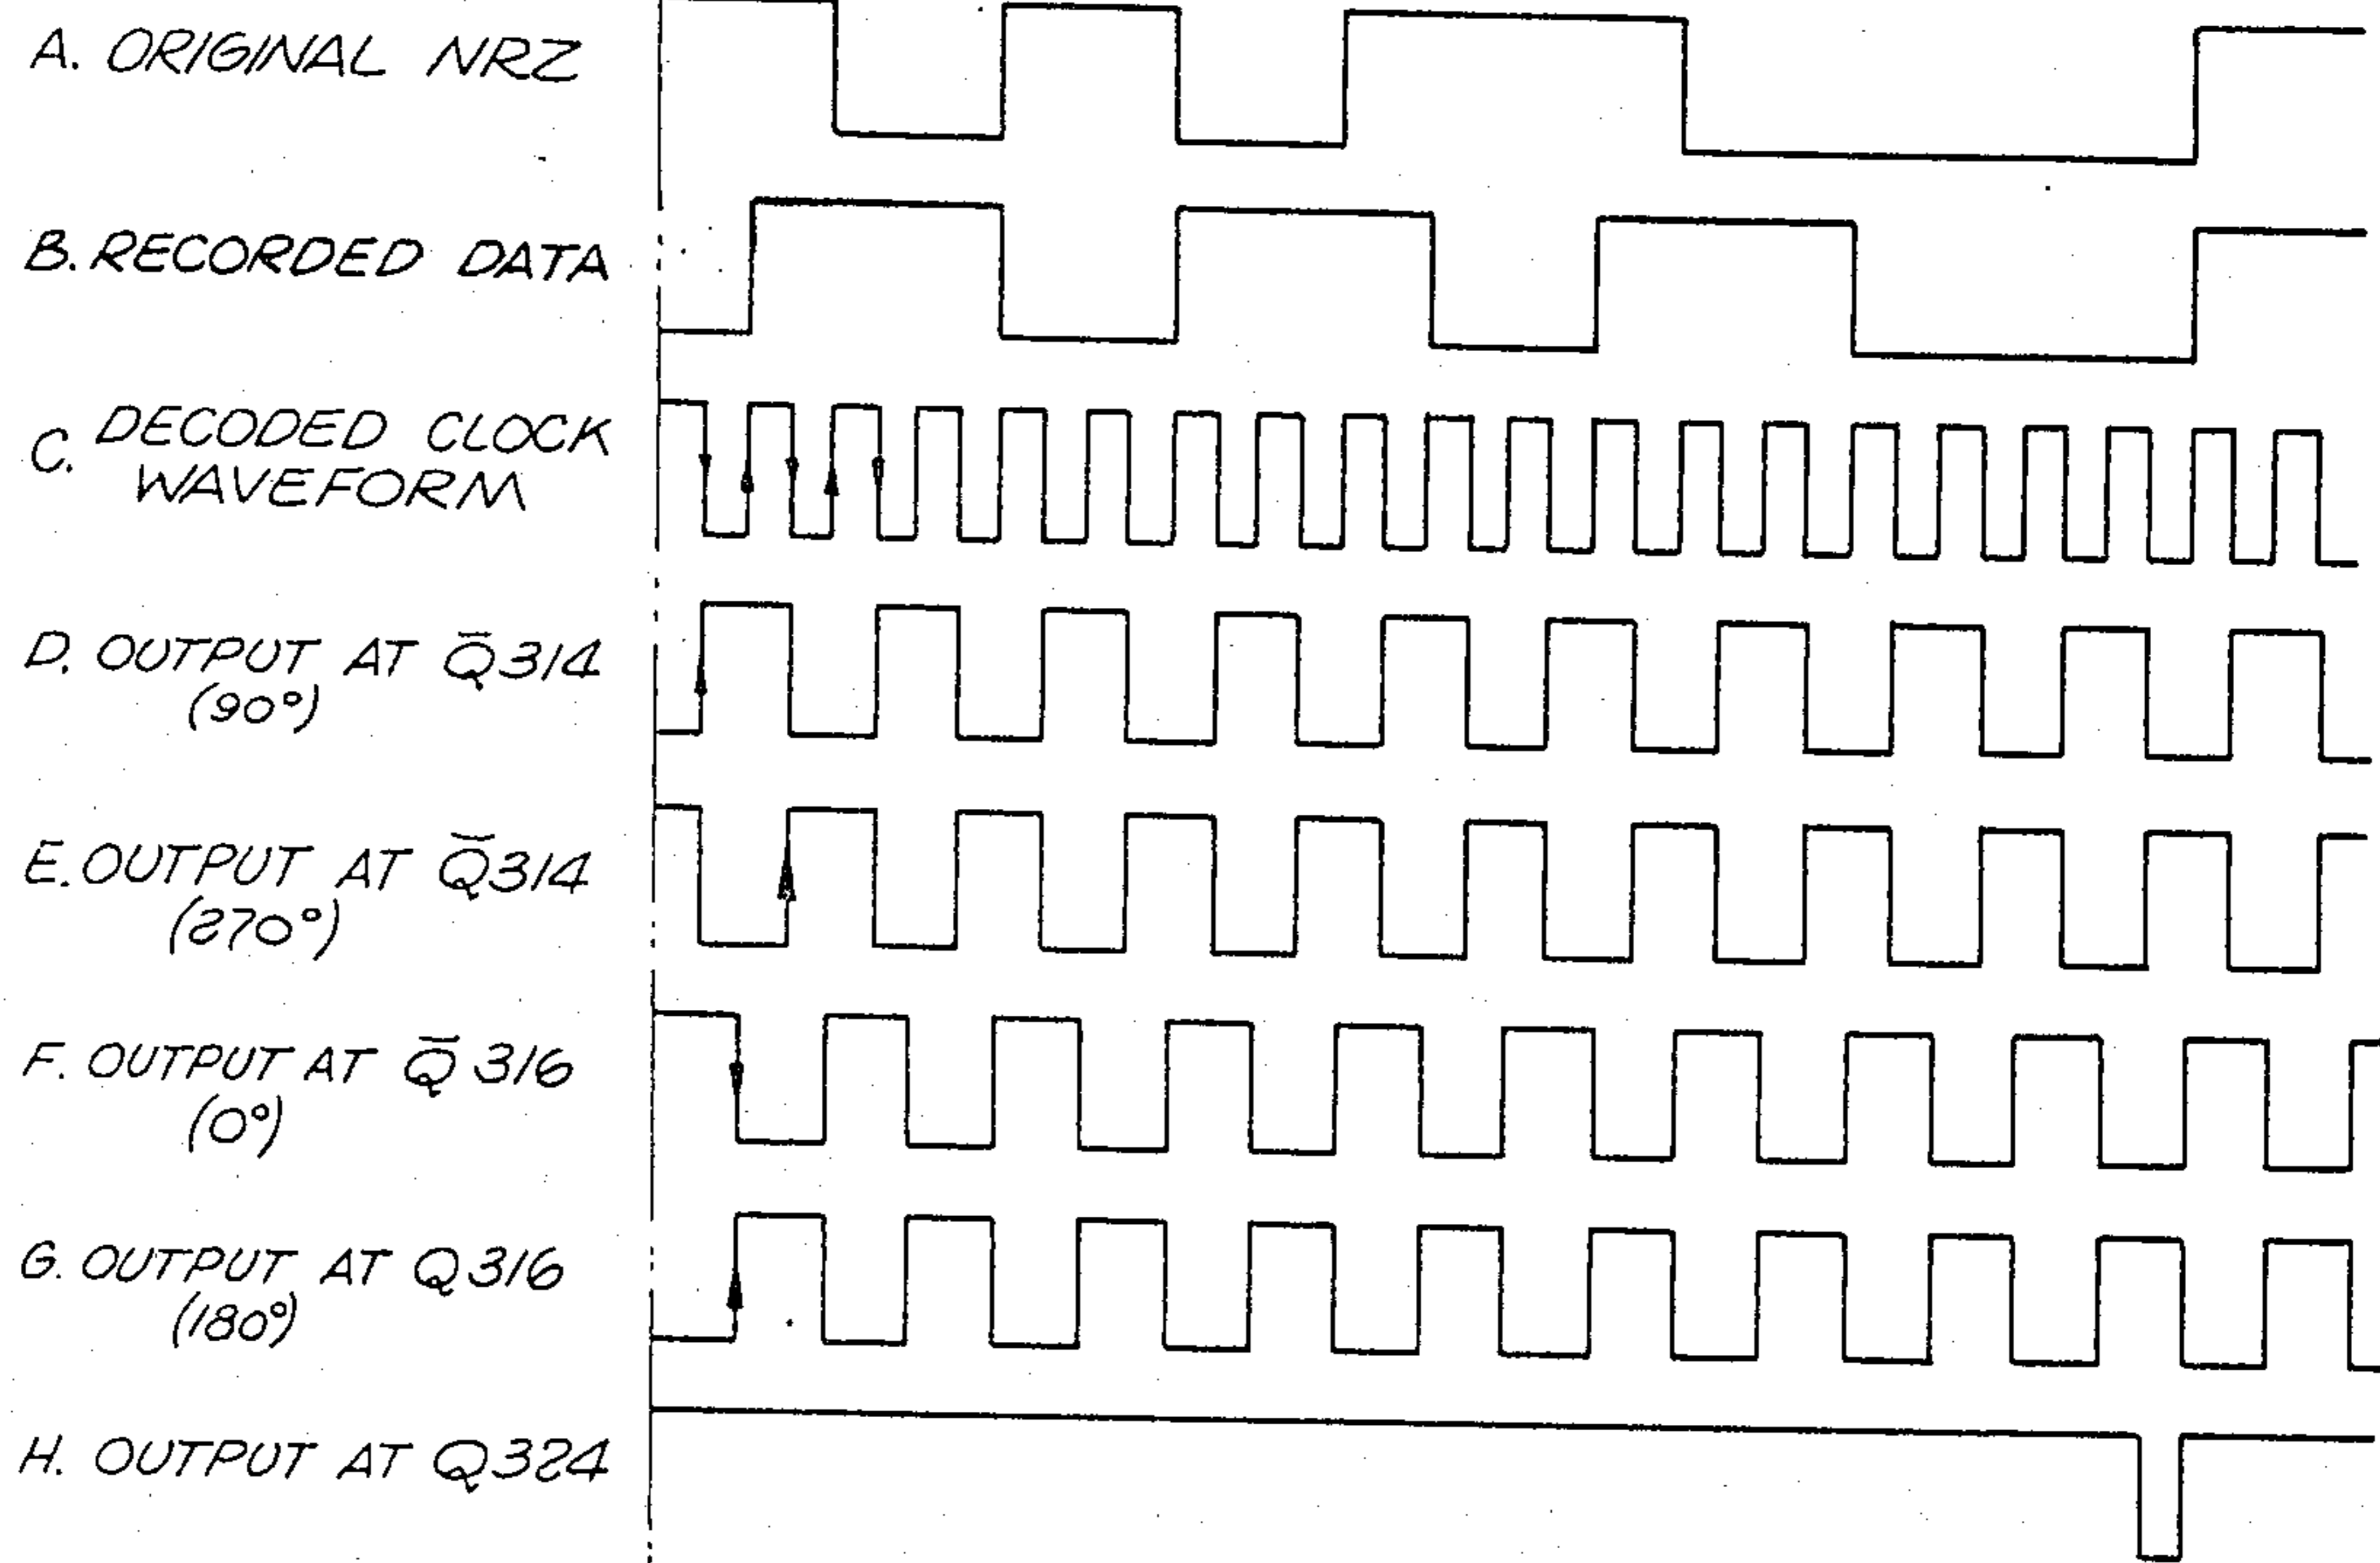 A. ORIGINAL NRZ
B. RECORDED DATA
C. DECODED CLOCK
WAVEFORM
D. OUTPUT AT Q̅314
(90°)
E. OUTPUT AT Q̅314
(270°)
F. OUTPUT AT Q̅ 316
(0°)
G. OUTPUT AT Q316
(180°)
H. OUTPUT AT Q324